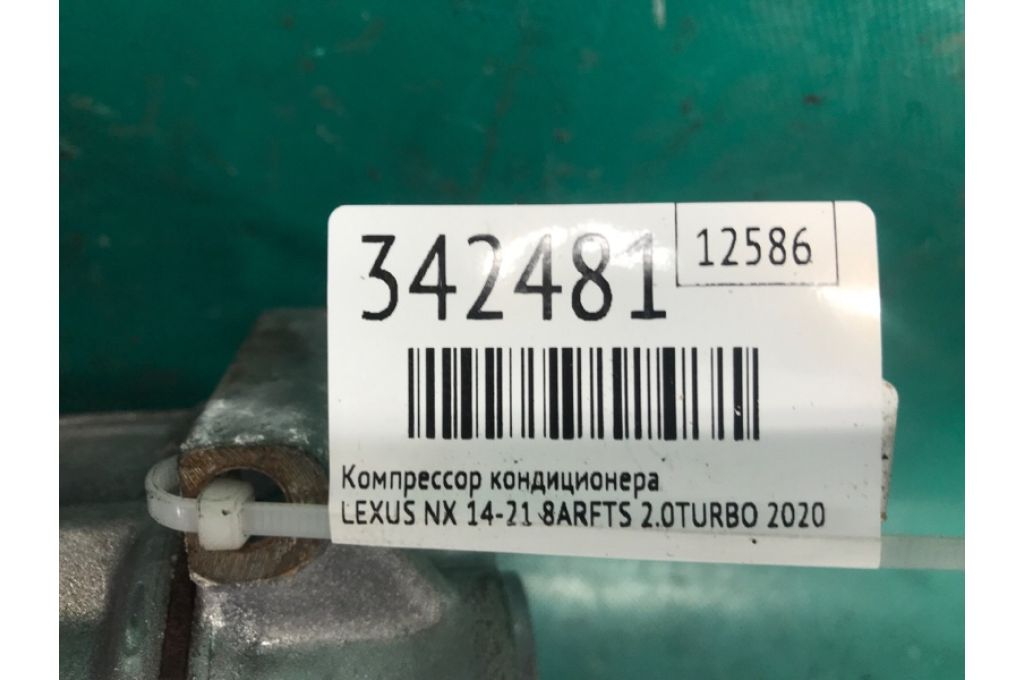 342481
12586
Компрессор кондиционера
LEXUS NX 14-21 8ARFTS 2.0TURBO 2020